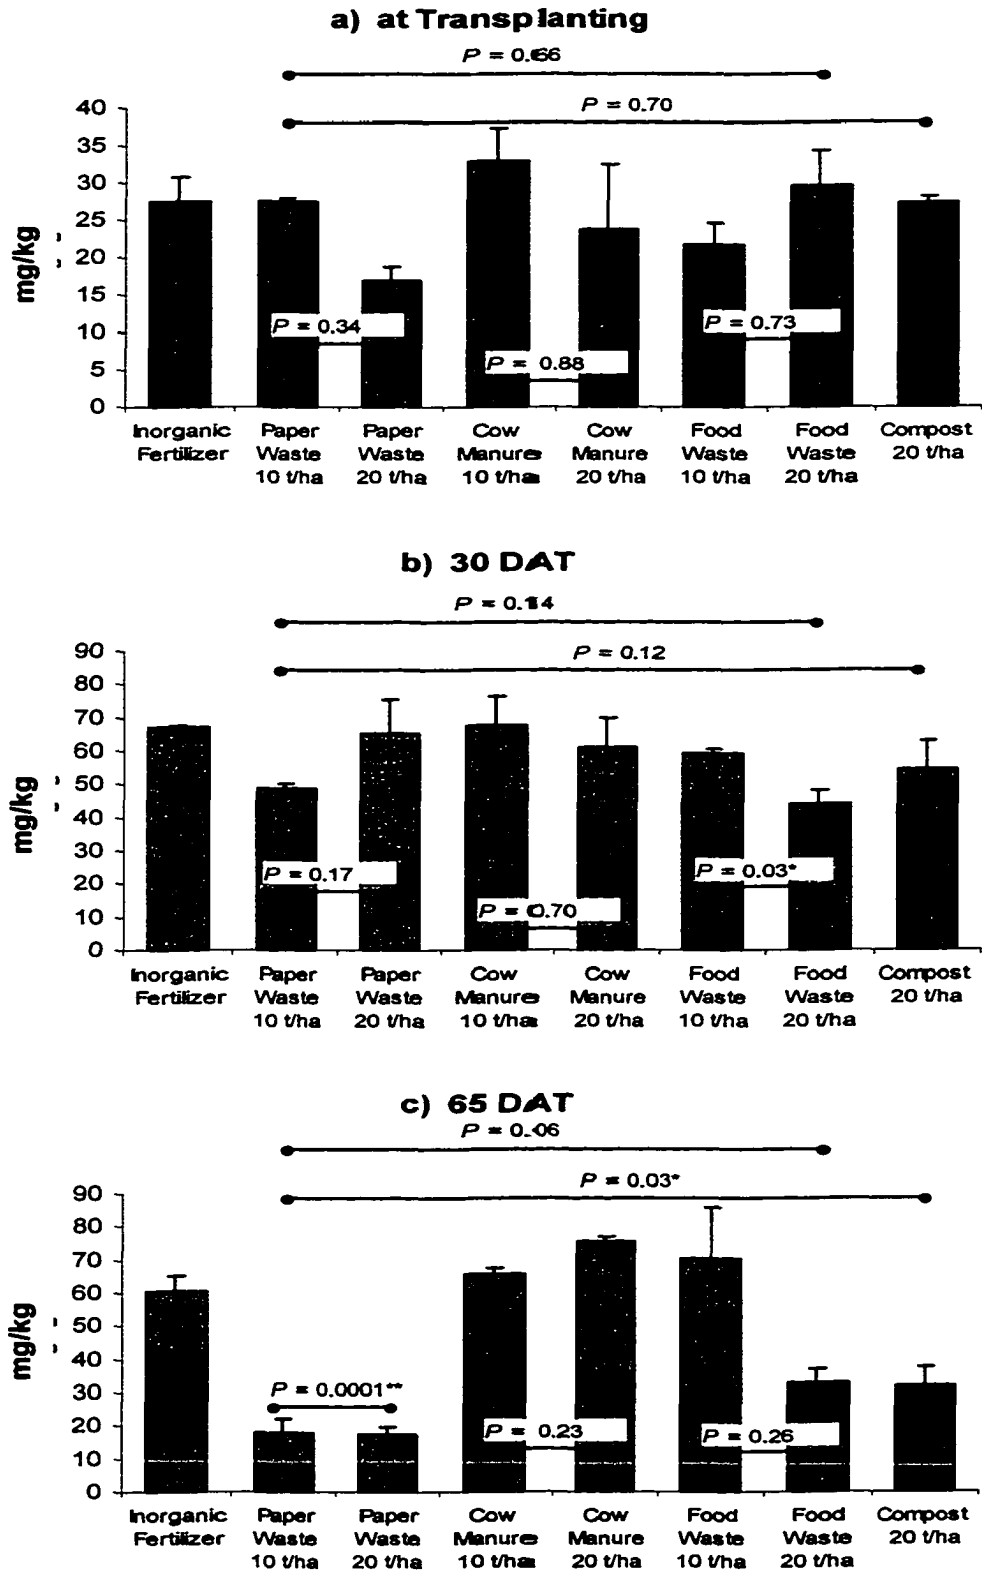 a) at Transplanting
P = 0.66
P = 0.70
40
35
30
25
20
15
10
5
0
mg/kg
P = 0.34
P = 0.88
P = 0.73
Inorganic Fertilizer
Paper Waste 10 t/ha
Paper Waste 20 t/ha
Cow Manure 10 t/ha
Cow Manure 20 t/ha
Food Waste 10 t/ha
Food Waste 20 t/ha
Compost 20 t/ha
b) 30 DAT
P = 0.14
P = 0.12
90
80
70
60
50
40
30
20
10
0
mg/kg
P = 0.17
P = 0.70
P = 0.03*
Inorganic Fertilizer
Paper Waste 10 t/ha
Paper Waste 20 t/ha
Cow Manure 10 t/ha
Cow Manure 20 t/ha
Food Waste 10 t/ha
Food Waste 20 t/ha
Compost 20 t/ha
c) 65 DAT
P = 0.06
P = 0.03*
90
80
70
60
50
40
30
20
10
0
mg/kg
P = 0.0001**
P = 0.23
P = 0.26
Inorganic Fertilizer
Paper Waste 10 t/ha
Paper Waste 20 t/ha
Cow Manure 10 t/ha
Cow Manure 20 t/ha
Food Waste 10 t/ha
Food Waste 20 t/ha
Compost 20 t/ha